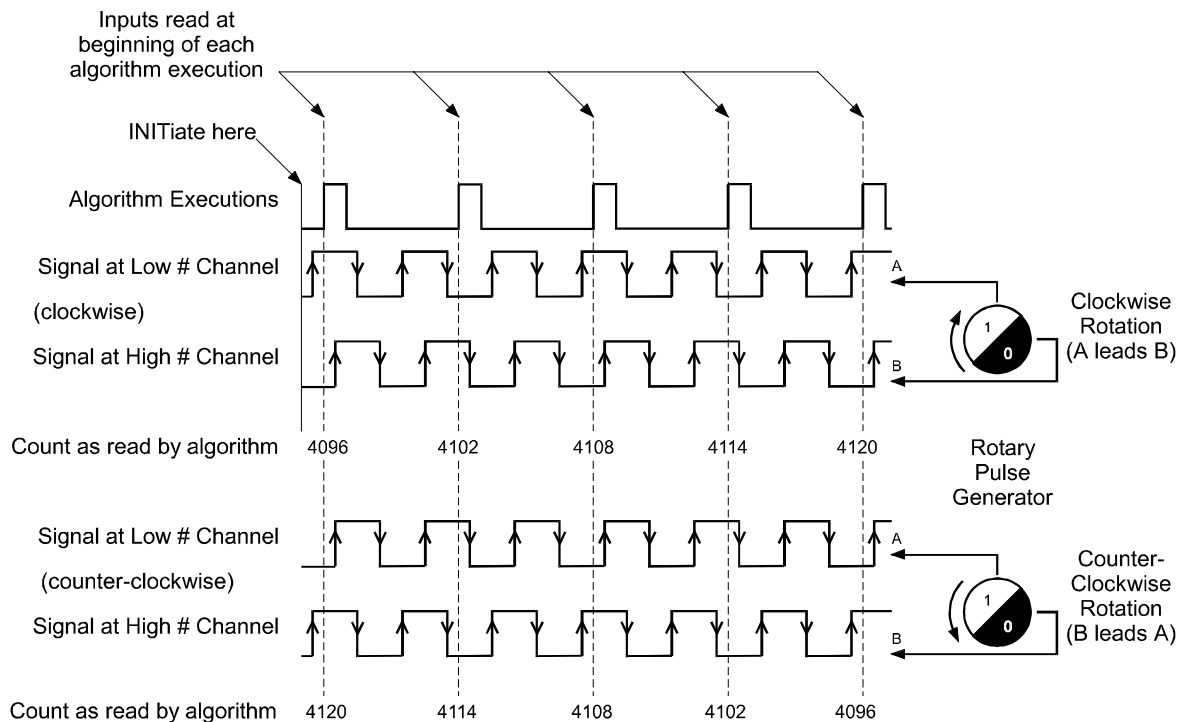 Inputs read at
beginning of each
algorithm execution
INITiate here
Algorithm Executions
Signal at Low # Channel
A
(clockwise)
Signal at High # Channel
B
1
0
Clockwise
Rotation
(A leads B)
Count as read by algorithm 4096 4102 4108 4114 4120
Rotary
Pulse
Generator
Signal at Low # Channel
A
(counter-clockwise)
Signal at High # Channel
B
1
0
Counter-
Clockwise
Rotation
(B leads A)
Count as read by algorithm 4120 4114 4108 4102 4096